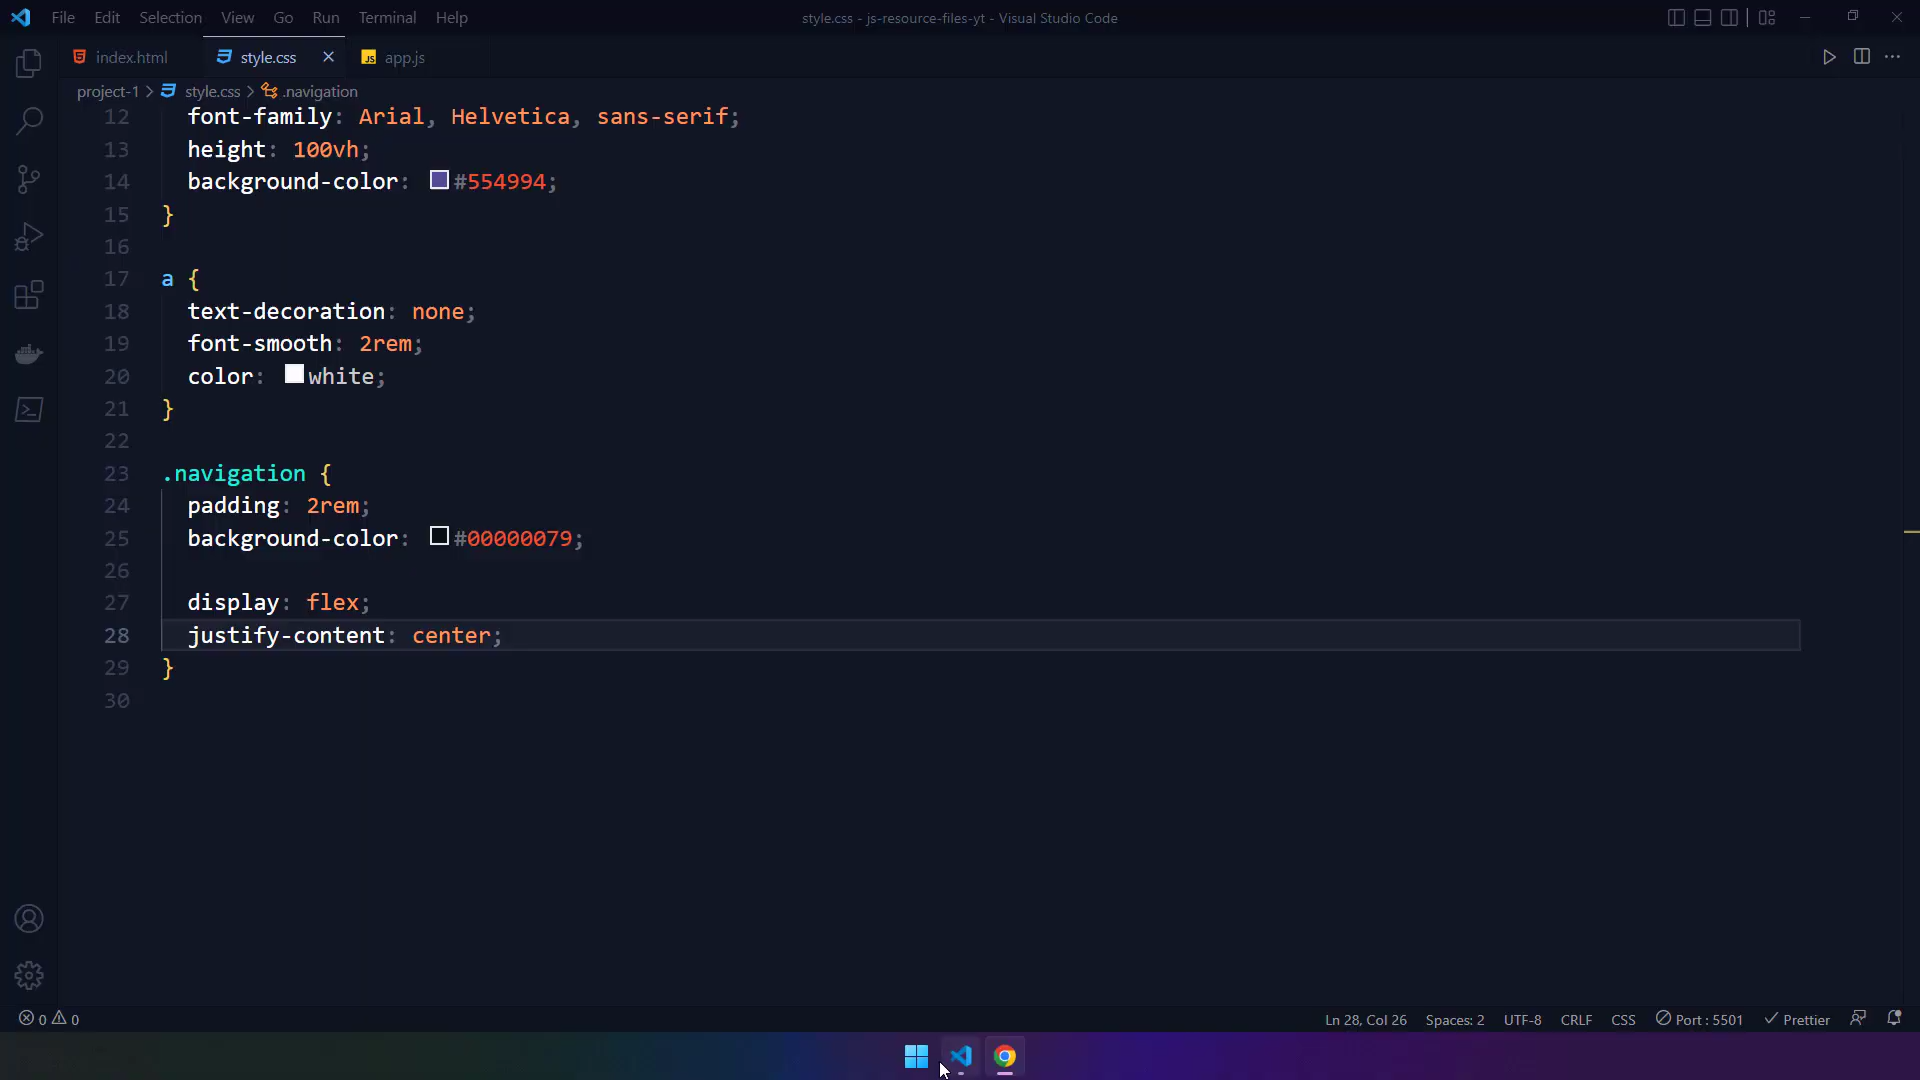 File Edit Selection View Go Run Terminal Help
style.css - js-resource-files-yt - Visual Studio Code
index.html style.css app.js
project-1 > style.css > .navigation
12 font-family: Arial, Helvetica, sans-serif;
13 height: 100vh;
14 background-color: #554994;
15 }
16
17 a {
18 text-decoration: none;
19 font-smooth: 2rem;
20 color: white;
21 }
22
23 .navigation {
24 padding: 2rem;
25 background-color: #00000079;
26
27 display: flex;
28 justify-content: center;
29 }
30
0 0 Ln 28, Col 26 Spaces: 2 UTF-8 CRLF CSS Port : 5501 Prettier